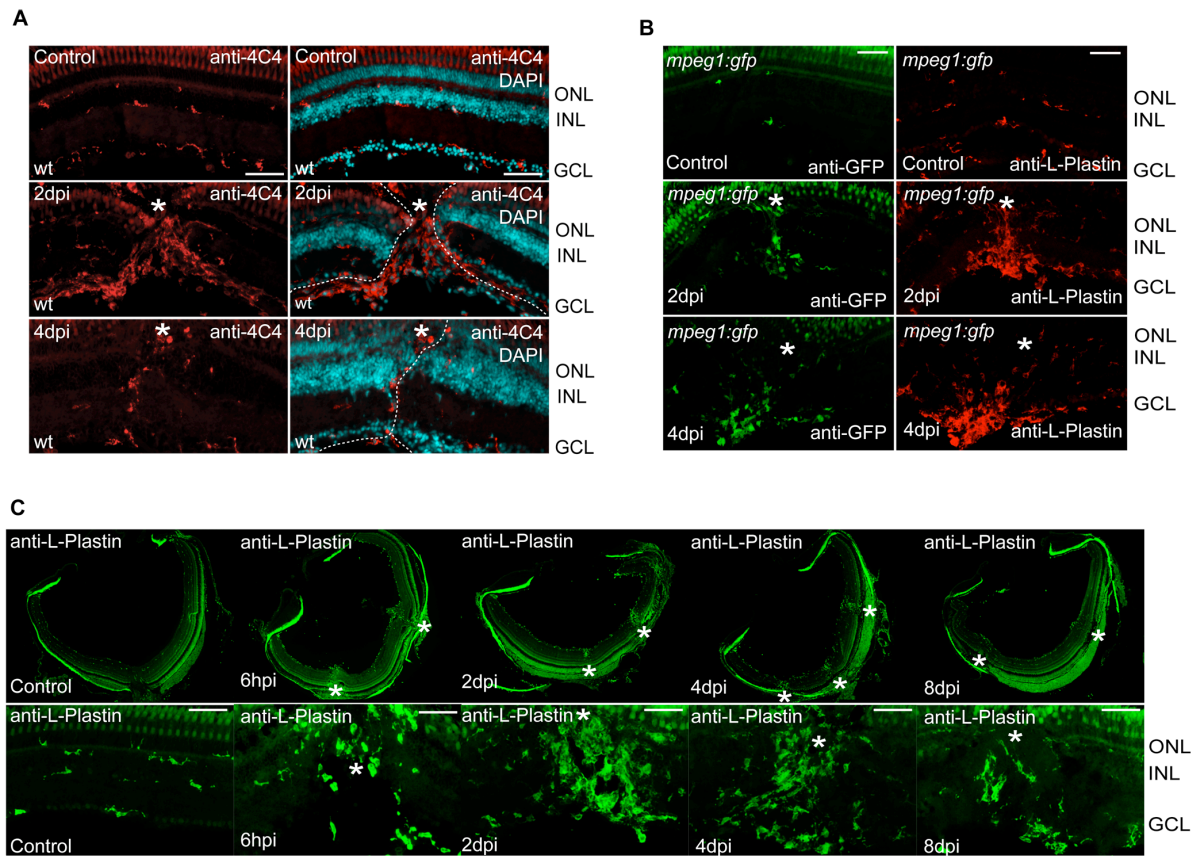 A
Control anti-4C4
wt
Control anti-4C4
DAPI
wt
ONL
INL
GCL
2dpi anti-4C4
*
wt
2dpi anti-4C4
*
DAPI
wt
ONL
INL
GCL
4dpi anti-4C4
*
wt
4dpi anti-4C4
*
DAPI
wt
ONL
INL
GCL
B
mpeg1:gfp
Control anti-GFP
mpeg1:gfp
Control anti-L-Plastin
ONL
INL
GCL
mpeg1:gfp
*
2dpi anti-GFP
mpeg1:gfp
*
2dpi anti-L-Plastin
ONL
INL
GCL
mpeg1:gfp
*
4dpi anti-GFP
mpeg1:gfp
*
4dpi anti-L-Plastin
ONL
INL
GCL
C
anti-L-Plastin
Control
anti-L-Plastin
*
*
6hpi
anti-L-Plastin
*
*
2dpi
anti-L-Plastin
*
*
*
4dpi
anti-L-Plastin
*
*
8dpi
anti-L-Plastin
Control
anti-L-Plastin
*
6hpi
anti-L-Plastin
*
2dpi
anti-L-Plastin
*
4dpi
anti-L-Plastin
*
8dpi
ONL
INL
GCL